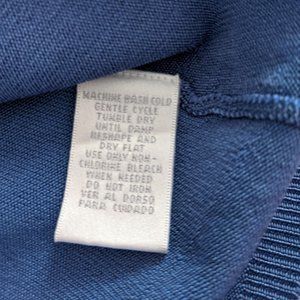 MACHINE WASH COLD
GENTLE CYCLE
TUMBLE DRY
UNTIL DAMP
RESHAPE AND
DRY FLAT
USE ONLY NON-
CHLORINE BLEACH
WHEN NEEDED
DO NOT IRON
VER AL DORSO
PARA CUIDADO